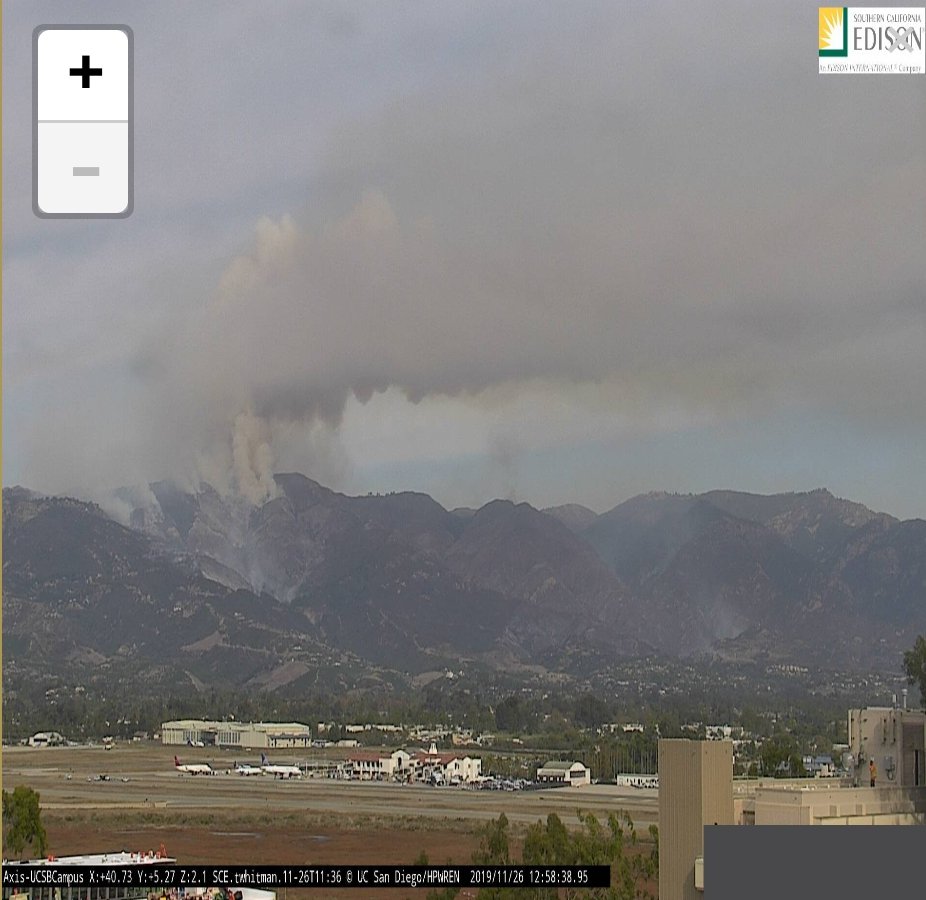 SOUTHERN CALIFORNIA
EDISON
An EDISON INTERNATIONAL® Company
+
-
Axis-UCSBCampus X:+40.73 Y:+5.27 Z:2.1 SCE.twhitman.11-26T11:36 © UC San Diego/HPWREN 2019/11/26 12:58:38.95